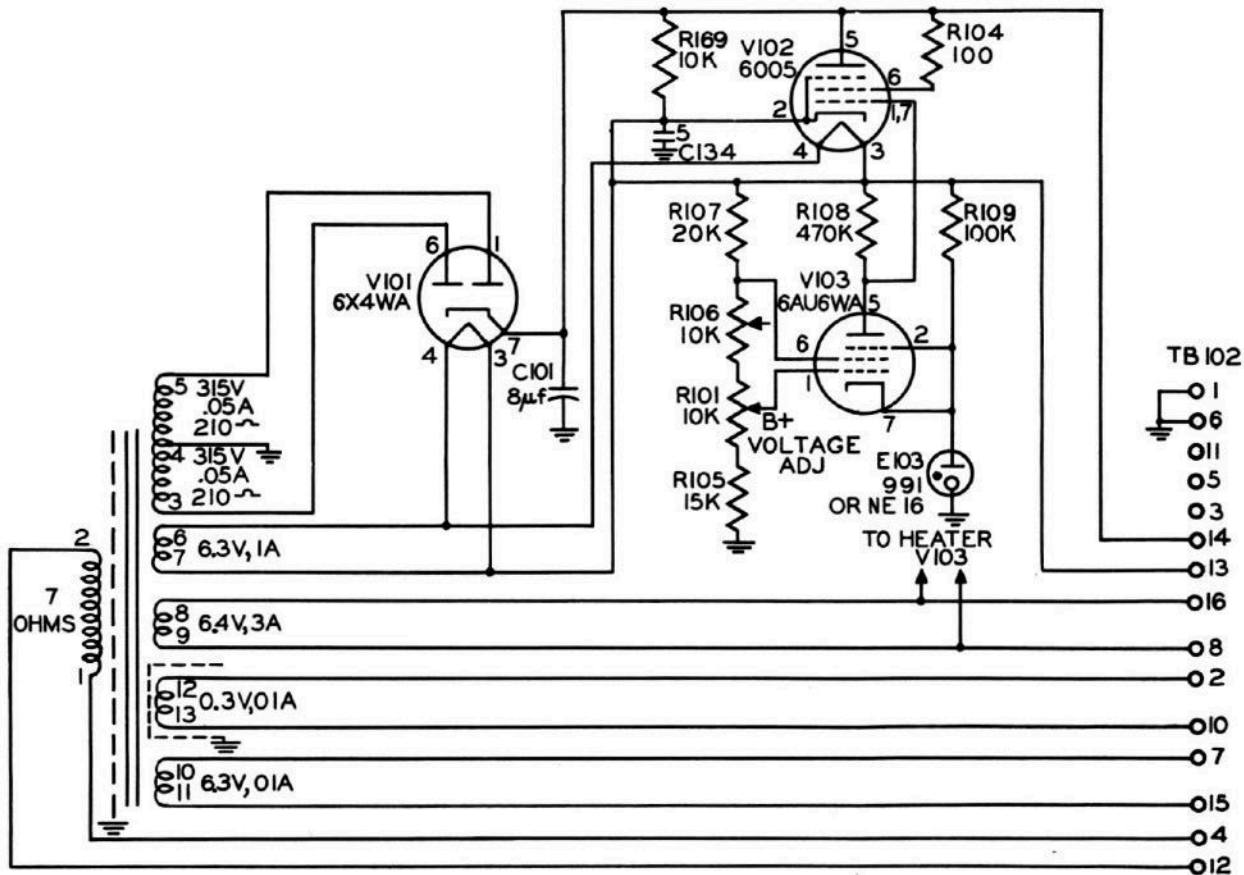 R169
10K
V102
6005
5
6
1,7
2
4
3
R104
100
5
C134
R107
20K
R108
470K
R109
100K
V101
6X4WA
6
1
4
3
7
C101
8μf
V103
6AU6WA
5
6
1
2
7
R106
10K
R101
10K
B+
VOLTAGE
ADJ
R105
15K
E103
991
OR NE 16
TO HEATER
V103
5
315V
.05A
210
4
315V
.05A
210
3
6
7
6.3V, 1A
8
9
6.4V, 3A
12
13
0.3V, 01A
10
11
6.3V, 01A
2
7
OHMS
1
TB 102
1
6
11
5
3
14
13
16
8
2
10
7
15
4
12